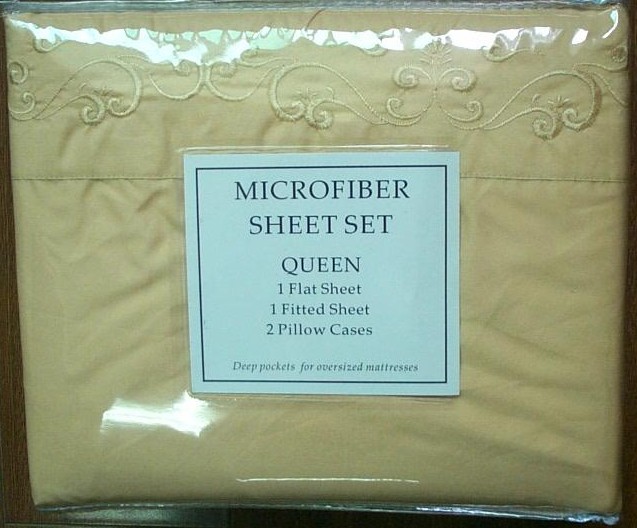 MICROFIBER
SHEET SET
QUEEN
1 Flat Sheet
1 Fitted Sheet
2 Pillow Cases
Deep pockets for oversized mattresses